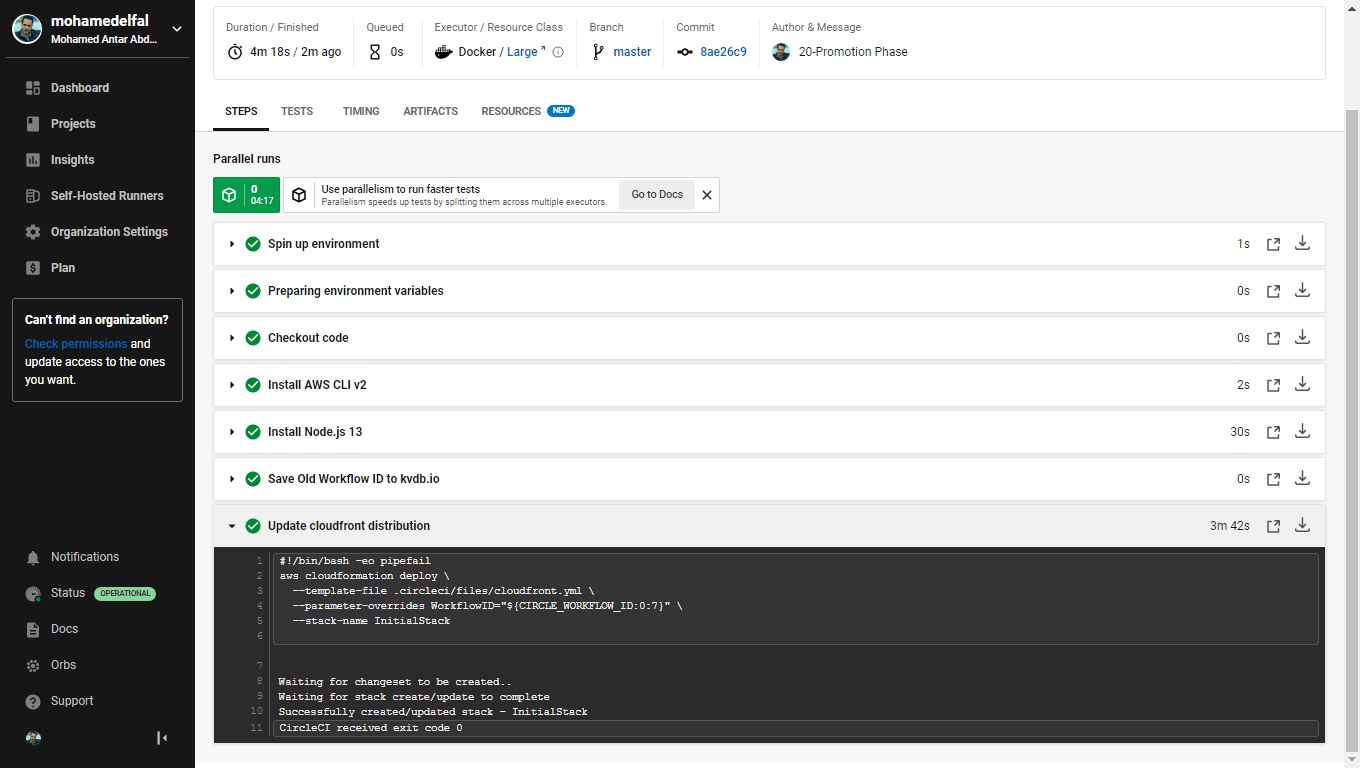 mohamedelfal
Mohamed Antar Abd...
Dashboard
Projects
Insights
Self-Hosted Runners
Organization Settings
Plan
Can't find an organization?
Check permissions and
update access to the ones
you want.
Notifications
Status OPERATIONAL
Docs
Orbs
Support
Duration / Finished
4m 18s / 2m ago
Queued
0s
Executor / Resource Class
Docker / Large
Branch
master
Commit
8ae26c9
Author & Message
20-Promotion Phase
STEPS TESTS TIMING ARTIFACTS RESOURCES NEW
Parallel runs
0
04:17
Use parallelism to run faster tests
Parallelism speeds up tests by splitting them across multiple executors.
Go to Docs
Spin up environment 1s
Preparing environment variables 0s
Checkout code 0s
Install AWS CLI v2 2s
Install Node.js 13 30s
Save Old Workflow ID to kvdb.io 0s
Update cloudfront distribution 3m 42s
1 #!/bin/bash -eo pipefail
2 aws cloudformation deploy \
3 --template-file .circleci/files/cloudfront.yml \
4 --parameter-overrides WorkflowID="${CIRCLE_WORKFLOW_ID:0:7}" \
5 --stack-name InitialStack
6
7
8 Waiting for changeset to be created..
9 Waiting for stack create/update to complete
10 Successfully created/updated stack - InitialStack
11 CircleCI received exit code 0